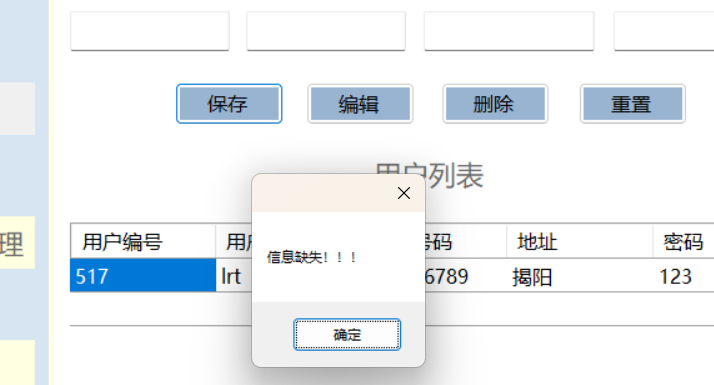 保存 编辑 删除 重置
用户列表
理
信息缺失！！！
确定
用户编号 用户 号码 地址 密码
517 lrt 6789 揭阳 123